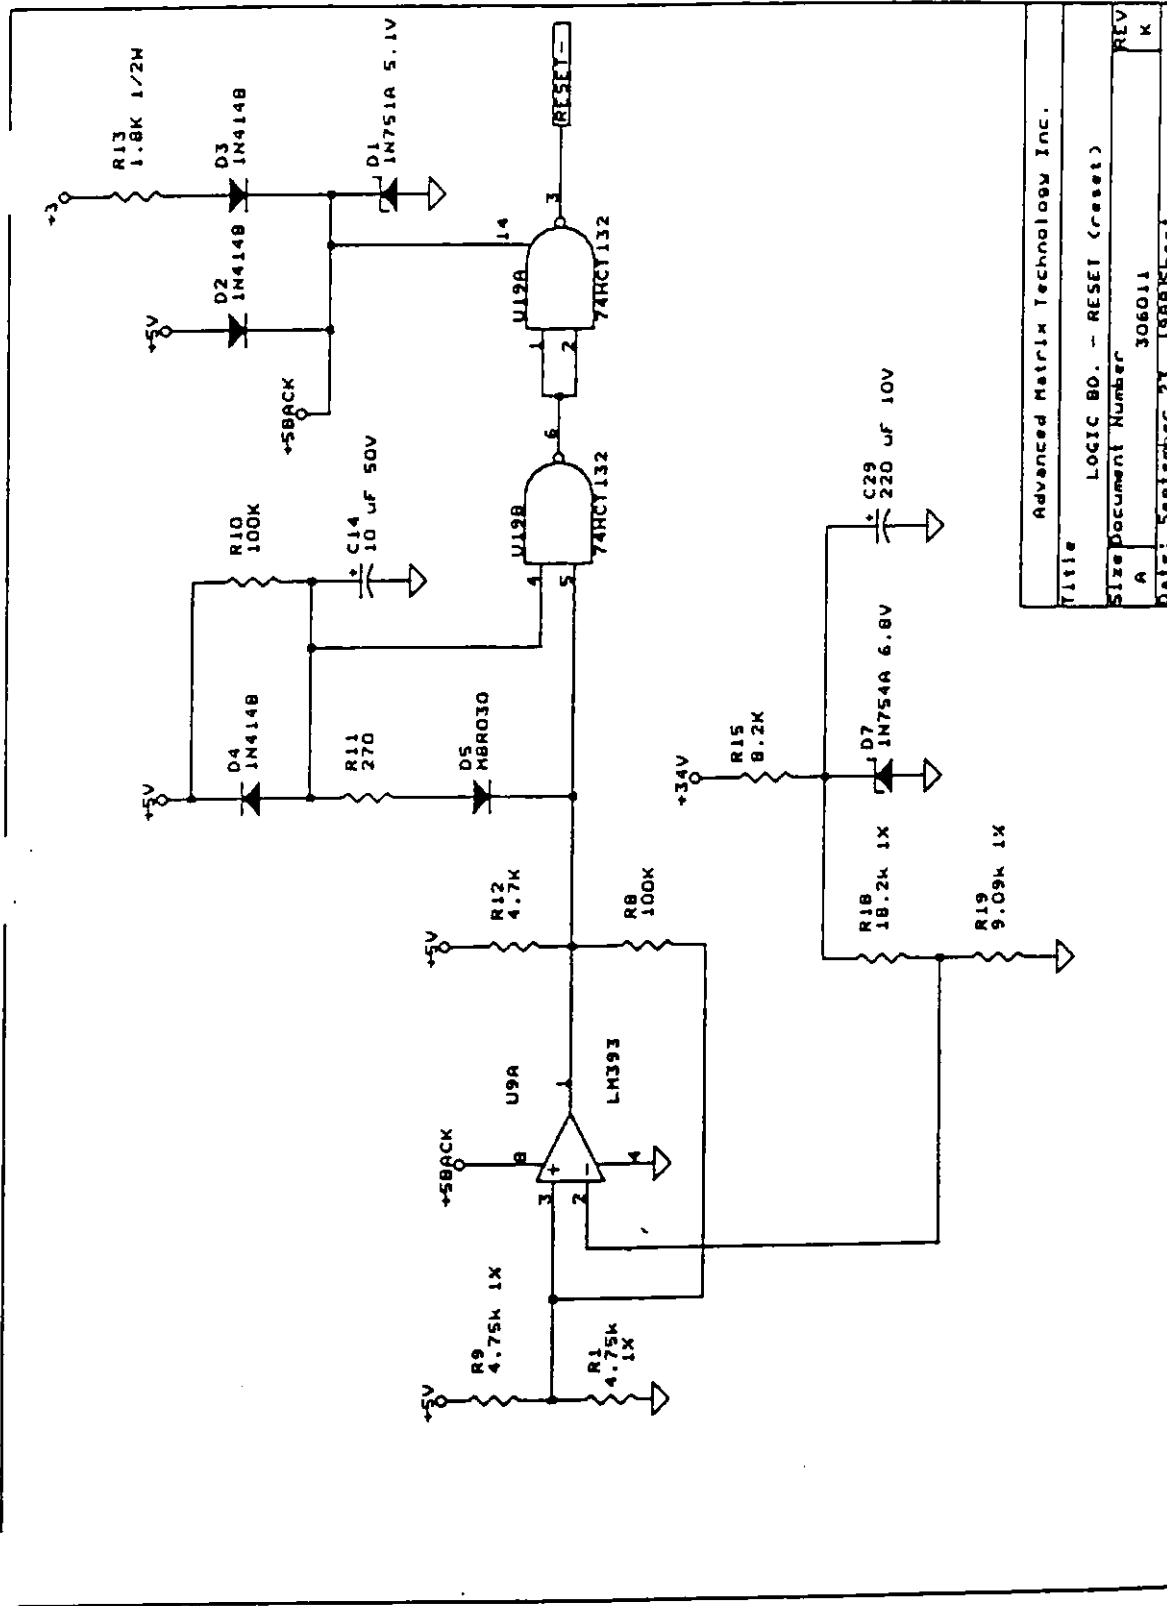 +5V
R9
4.75k 1%
R1
4.75k
1%
+5BACK
8
3
+
2
-
4
U9A
1
LM393
+5V
R12
4.7K
R8
100K
+5V
D4
1N4148
R11
270
D5
MBR030
R10
100K
C14
+
10 uF 50V
4
5
U19B
6
74HCT132
+5BACK
+5V
D2
1N4148
+3
R13
1.8K 1/2W
D3
1N4148
D1
1N751A 5.1V
14
U19A
1
2
3
74HCT132
RESET-
+34V
R15
8.2K
R18
18.2k 1%
R19
9.09k 1%
D7
1N754A 6.8V
C29
+
220 uF 10V
Advanced Matrix Technology Inc.
Title
LOGIC BD. - RESET (reset)
Size
Document Number
REV
A
306011
K
Date: September 27,